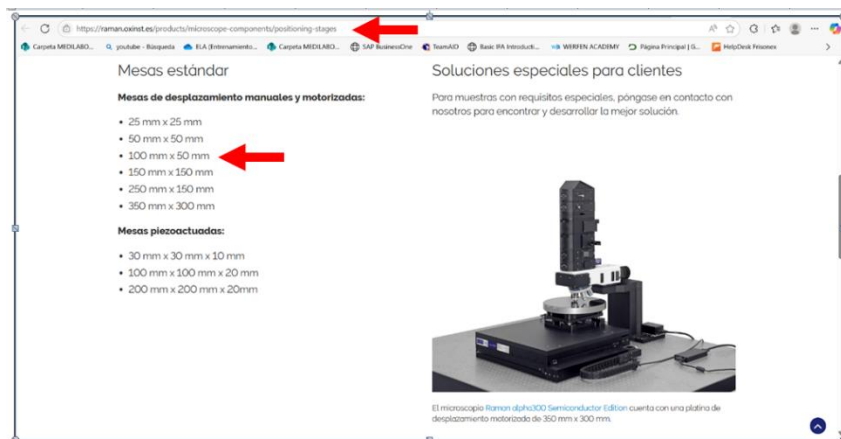 https://raman.oxinst.es/products/microscope-components/positioning-stages
Carpeta MEDILABO...
youtube - Búsqueda
ELA (Entrenamiento...
Carpeta MEDILABO...
SAP BusinessOne
TeamAID
Basic IPA Introducti...
WERFEN ACADEMY
Página Principal | G...
HelpDesk Frisonex
Mesas estándar
Mesas de desplazamiento manuales y motorizadas:
• 25 mm x 25 mm
• 50 mm x 50 mm
• 100 mm x 50 mm
• 150 mm x 150 mm
• 250 mm x 150 mm
• 350 mm x 300 mm
Mesas piezoactuadas:
• 30 mm x 30 mm x 10 mm
• 100 mm x 100 mm x 20 mm
• 200 mm x 200 mm x 20mm
Soluciones especiales para clientes
Para muestras con requisitos especiales, póngase en contacto con
nosotros para encontrar y desarrollar la mejor solución.
El microscopio Raman alpha300 Semiconductor Edition cuenta con una platina de
desplazamiento motorizada de 350 mm x 300 mm.